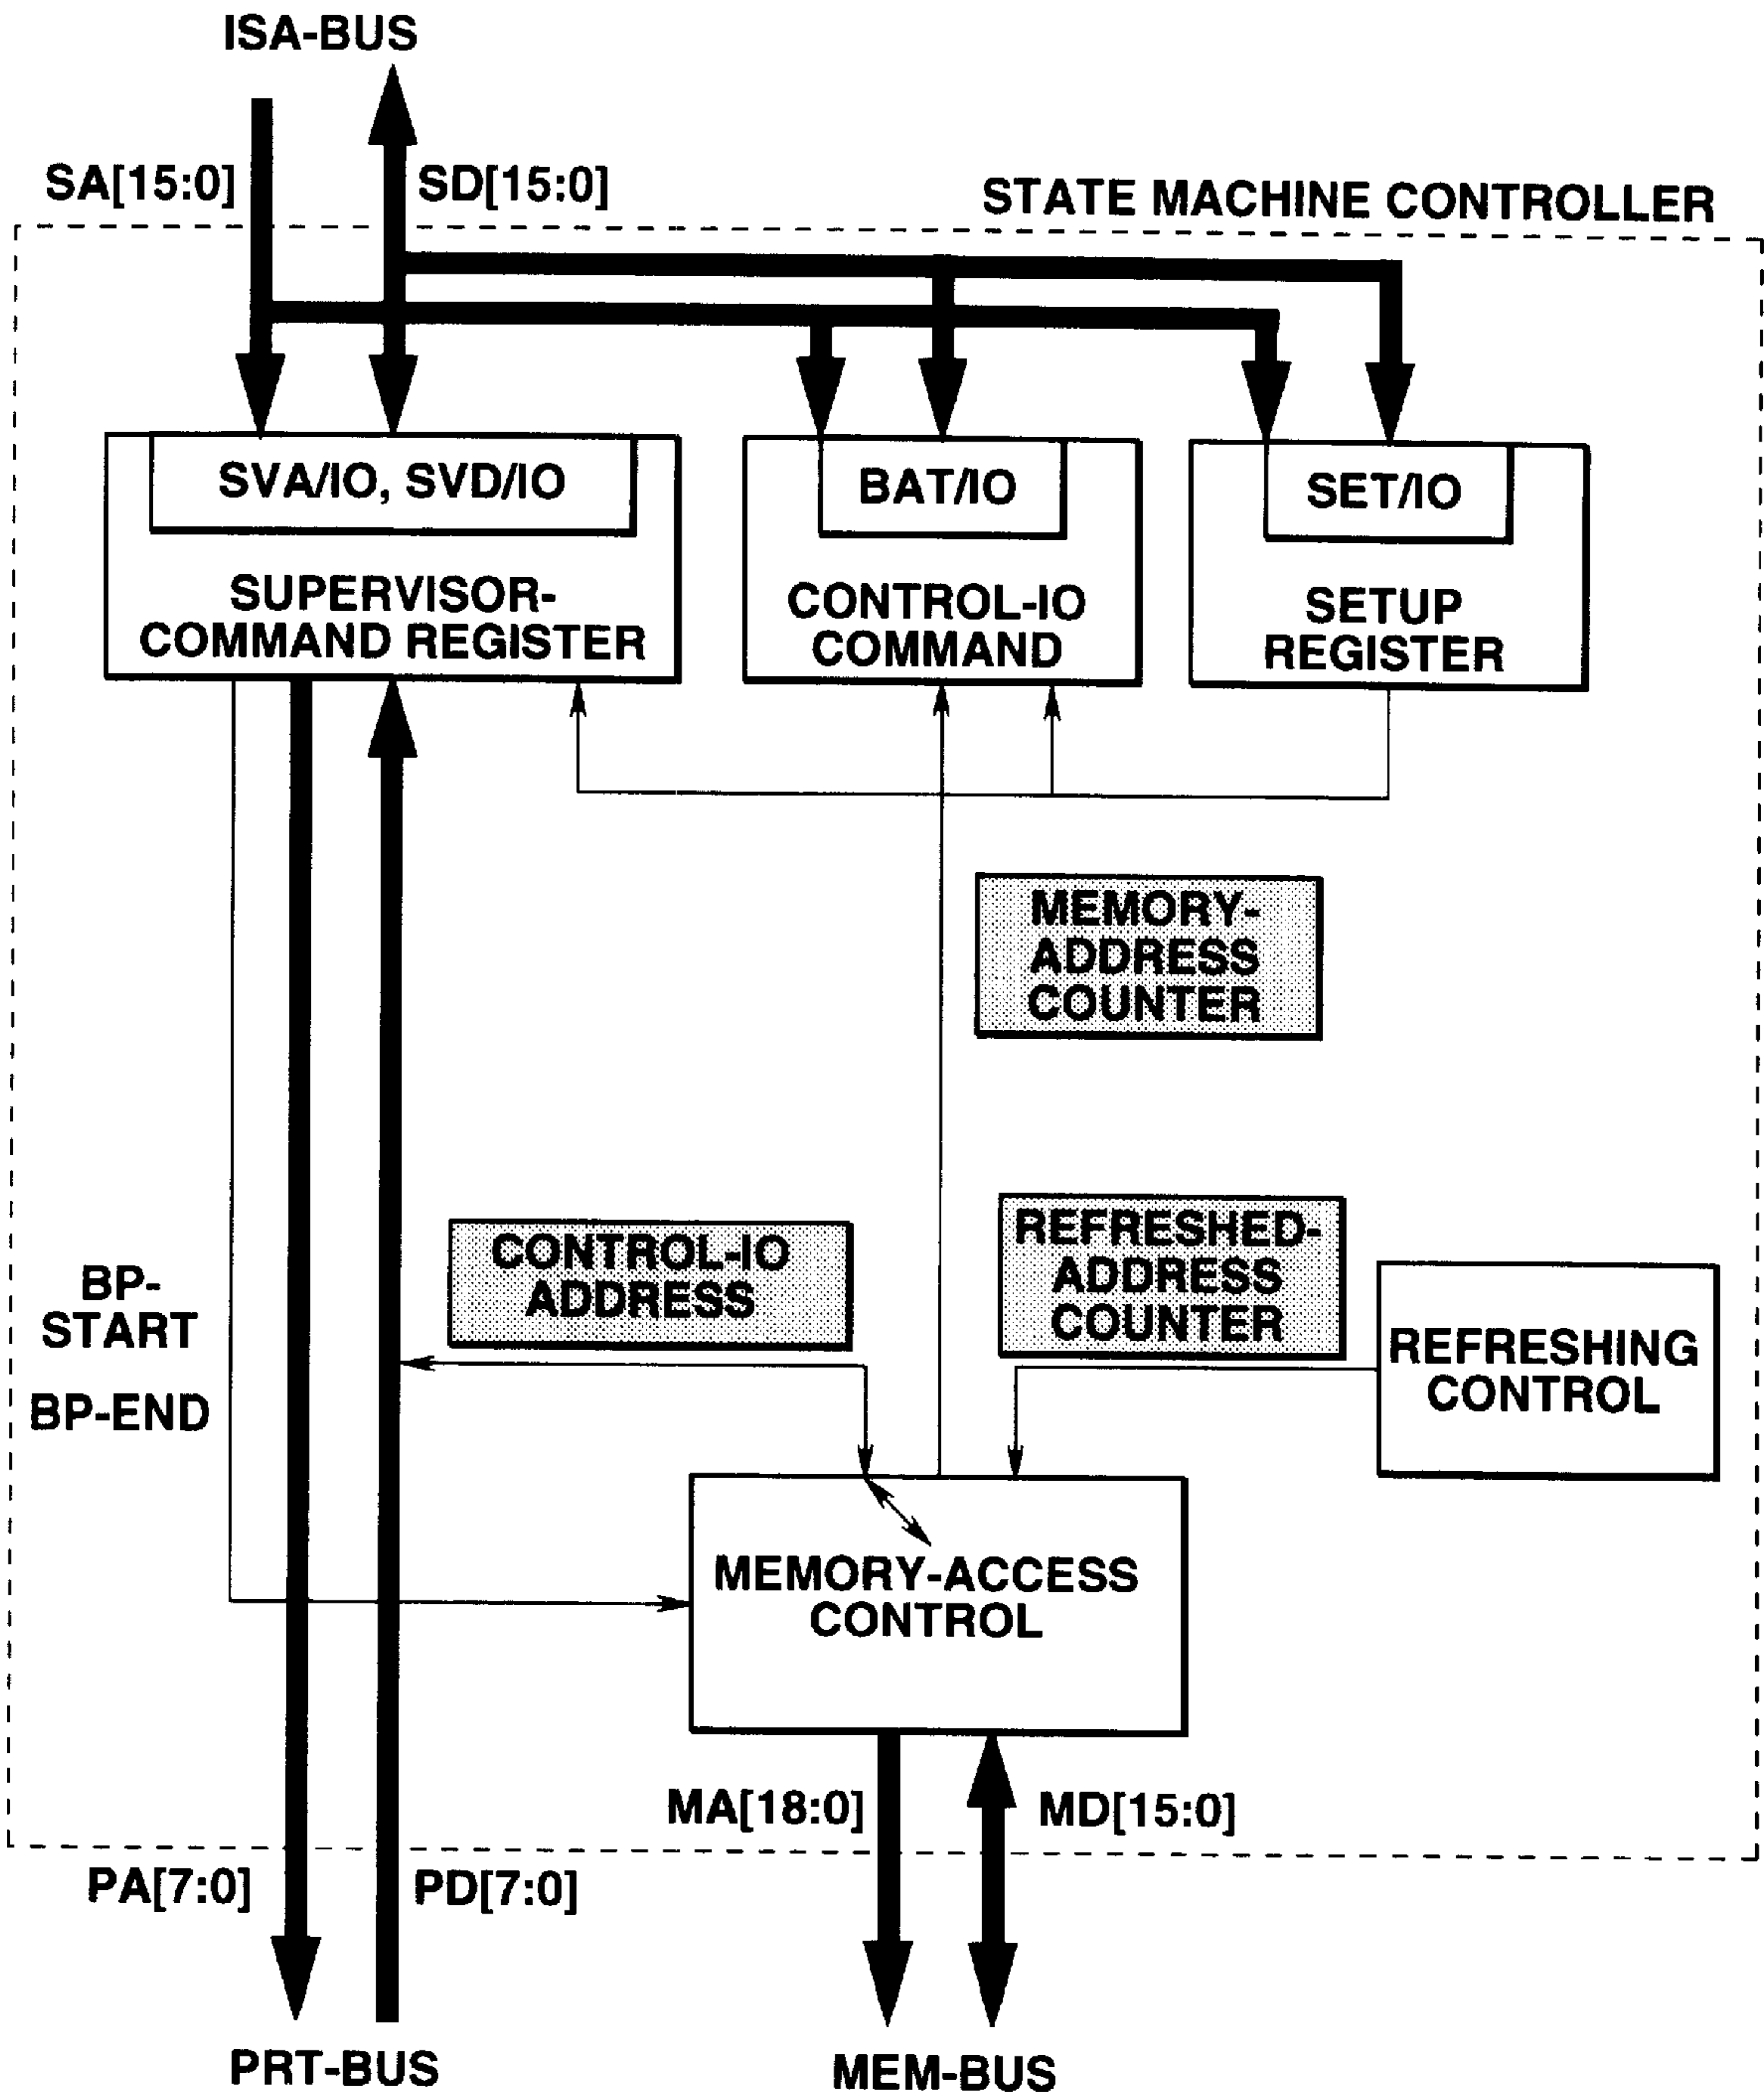 ISA-BUS
SA[15:0]
SD[15:0]
STATE MACHINE CONTROLLER
SVA/IO, SVD/IO
SUPERVISOR-
COMMAND REGISTER
BAT/IO
CONTROL-IO
COMMAND
SET/IO
SETUP
REGISTER
MEMORY-
ADDRESS
COUNTER
CONTROL-IO
ADDRESS
REFRESHED-
ADDRESS
COUNTER
BP-
START
BP-END
REFRESHING
CONTROL
MEMORY-ACCESS
CONTROL
MA[18:0]
MD[15:0]
PA[7:0]
PD[7:0]
PRT-BUS
MEM-BUS